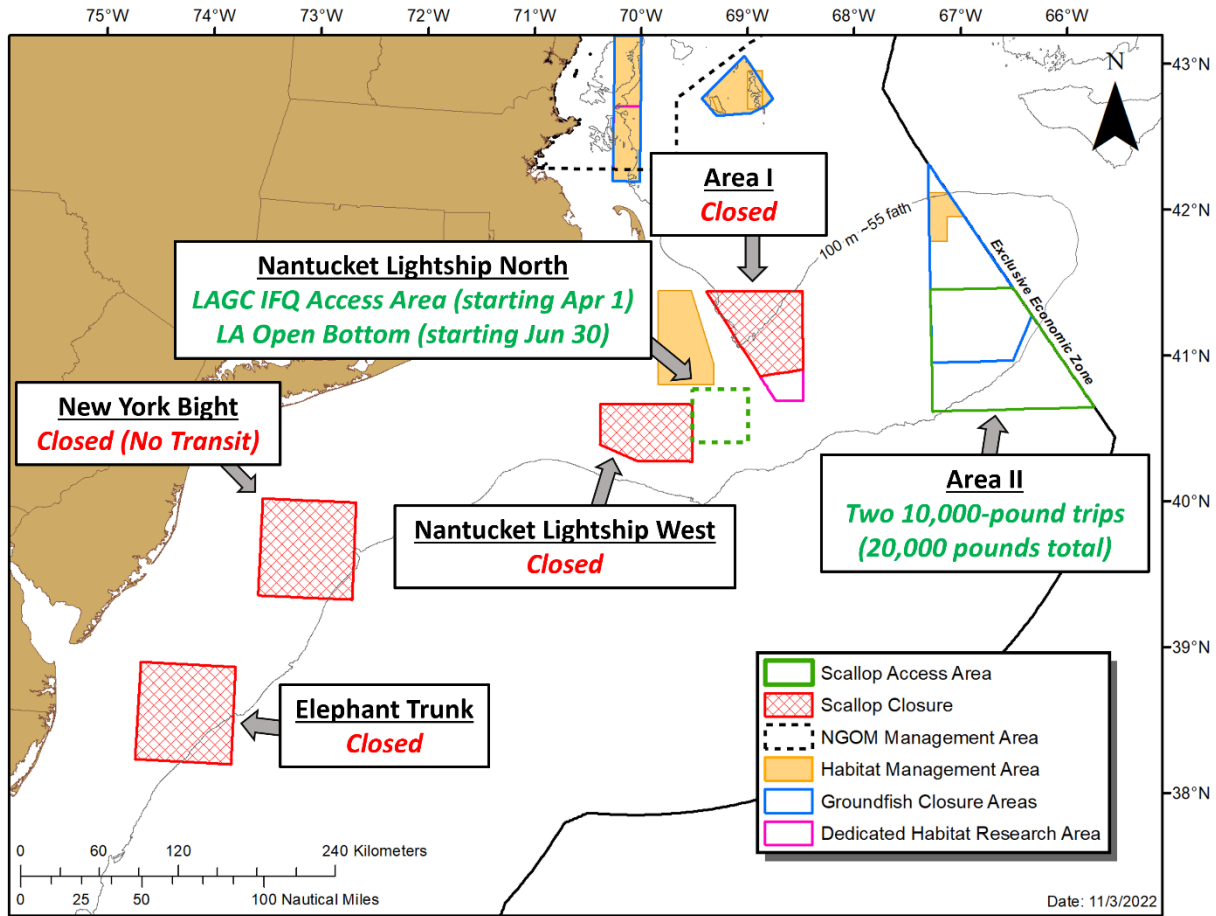 75°W 74°W 73°W 72°W 71°W 70°W 69°W 68°W 67°W 66°W
43°N
42°N
41°N
40°N
39°N
38°N
N
Area I
Closed
100 m ~55 fath
Exclusive Economic Zone
Nantucket Lightship North
LAGC IFQ Access Area (starting Apr 1)
LA Open Bottom (starting Jun 30)
New York Bight
Closed (No Transit)
Nantucket Lightship West
Closed
Area II
Two 10,000-pound trips
(20,000 pounds total)
Elephant Trunk
Closed
Scallop Access Area
Scallop Closure
NGOM Management Area
Habitat Management Area
Groundfish Closure Areas
Dedicated Habitat Research Area
0 60 120 240 Kilometers
0 25 50 100 Nautical Miles
Date: 11/3/2022